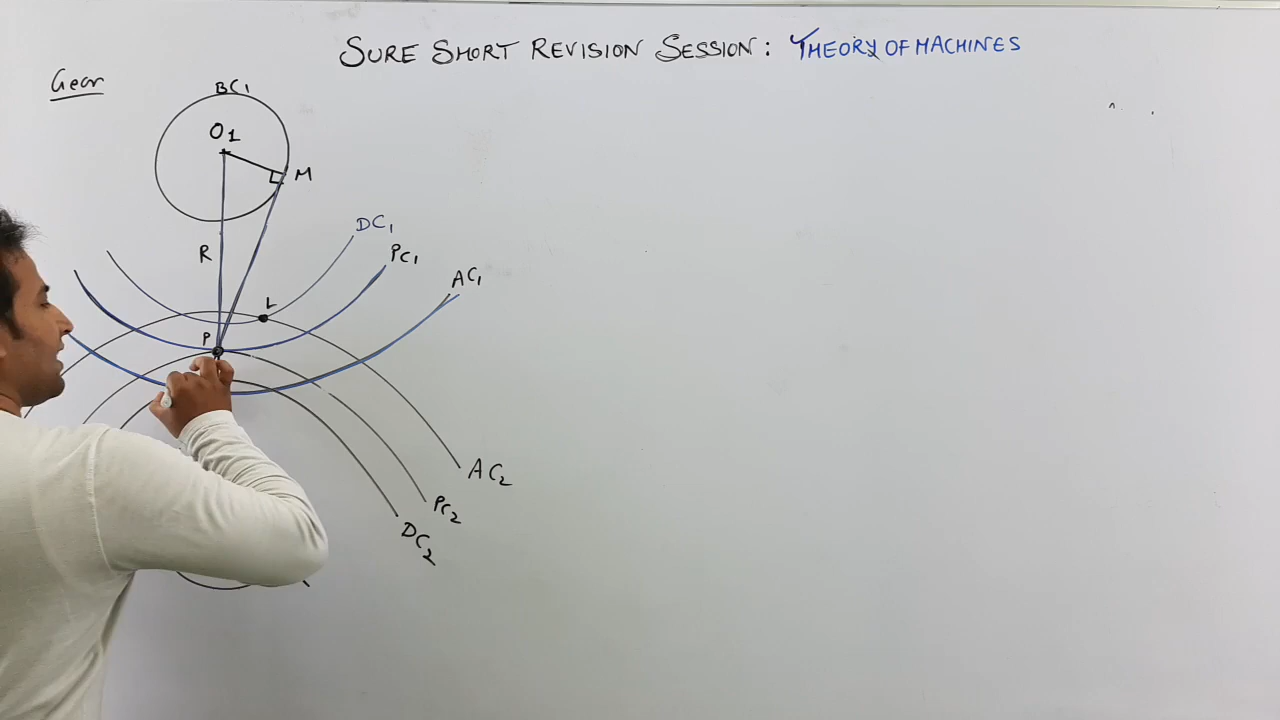 SURE SHORT REVISION SESSION: THEORY OF MACHINES
Gear
BC1
O1
M
DC1
R
PC1
AC1
L
P
AC2
PC2
DC2